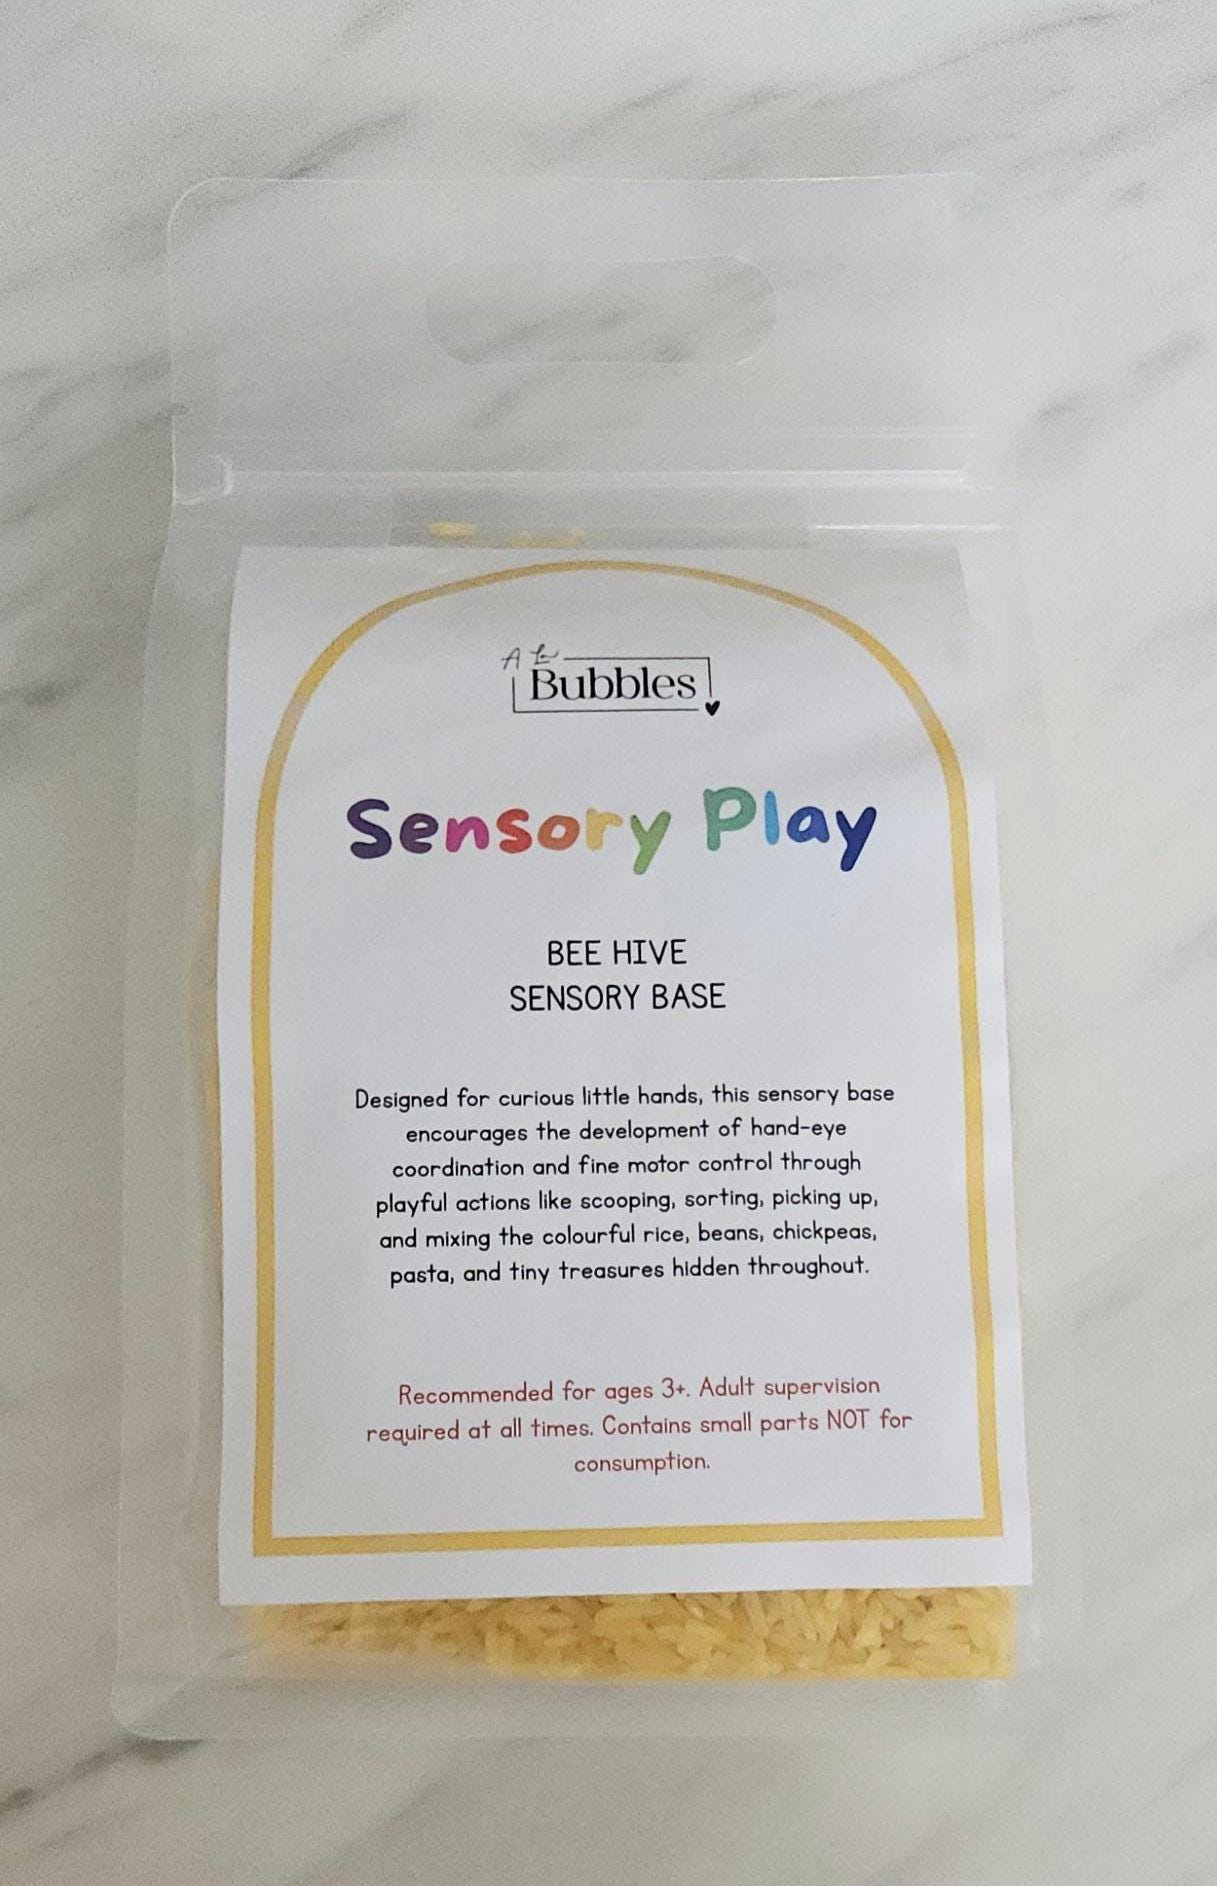 A
Bubbles
Sensory Play
BEE HIVE
SENSORY BASE
Designed for curious little hands, this sensory base
encourages the development of hand-eye
coordination and fine motor control through
playful actions like scooping, sorting, picking up,
and mixing the colourful rice, beans, chickpeas,
pasta, and tiny treasures hidden throughout.
Recommended for ages 3+. Adult supervision
required at all times. Contains small parts NOT for
consumption.